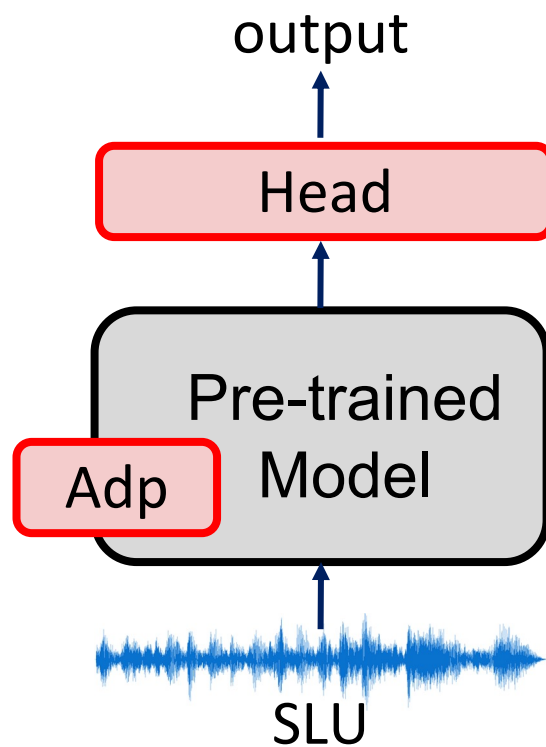 output
Head
Pre-trained
Model
Adp
SLU